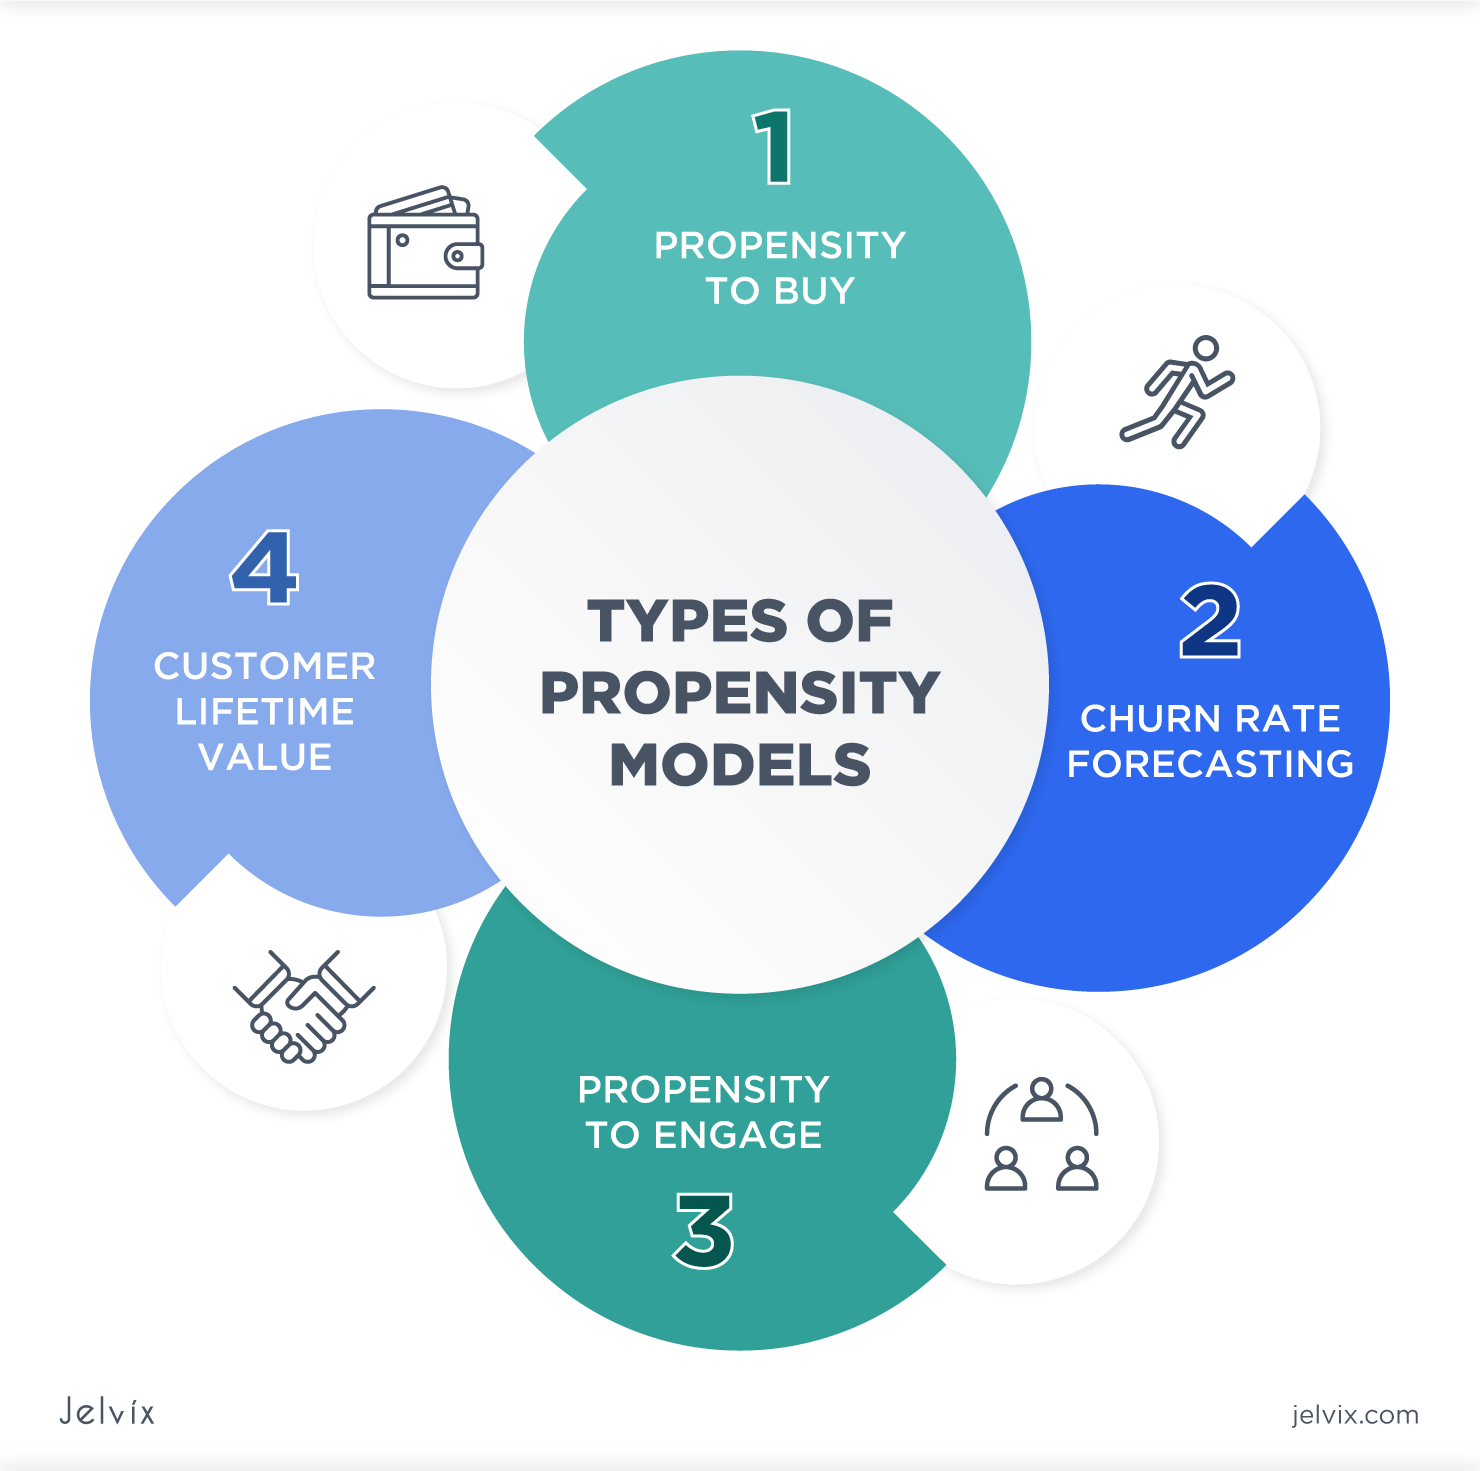 1
PROPENSITY
TO BUY
2
CHURN RATE
FORECASTING
TYPES OF
PROPENSITY
MODELS
4
CUSTOMER
LIFETIME
VALUE
PROPENSITY
TO ENGAGE
3
Jelvix
jelvix.com